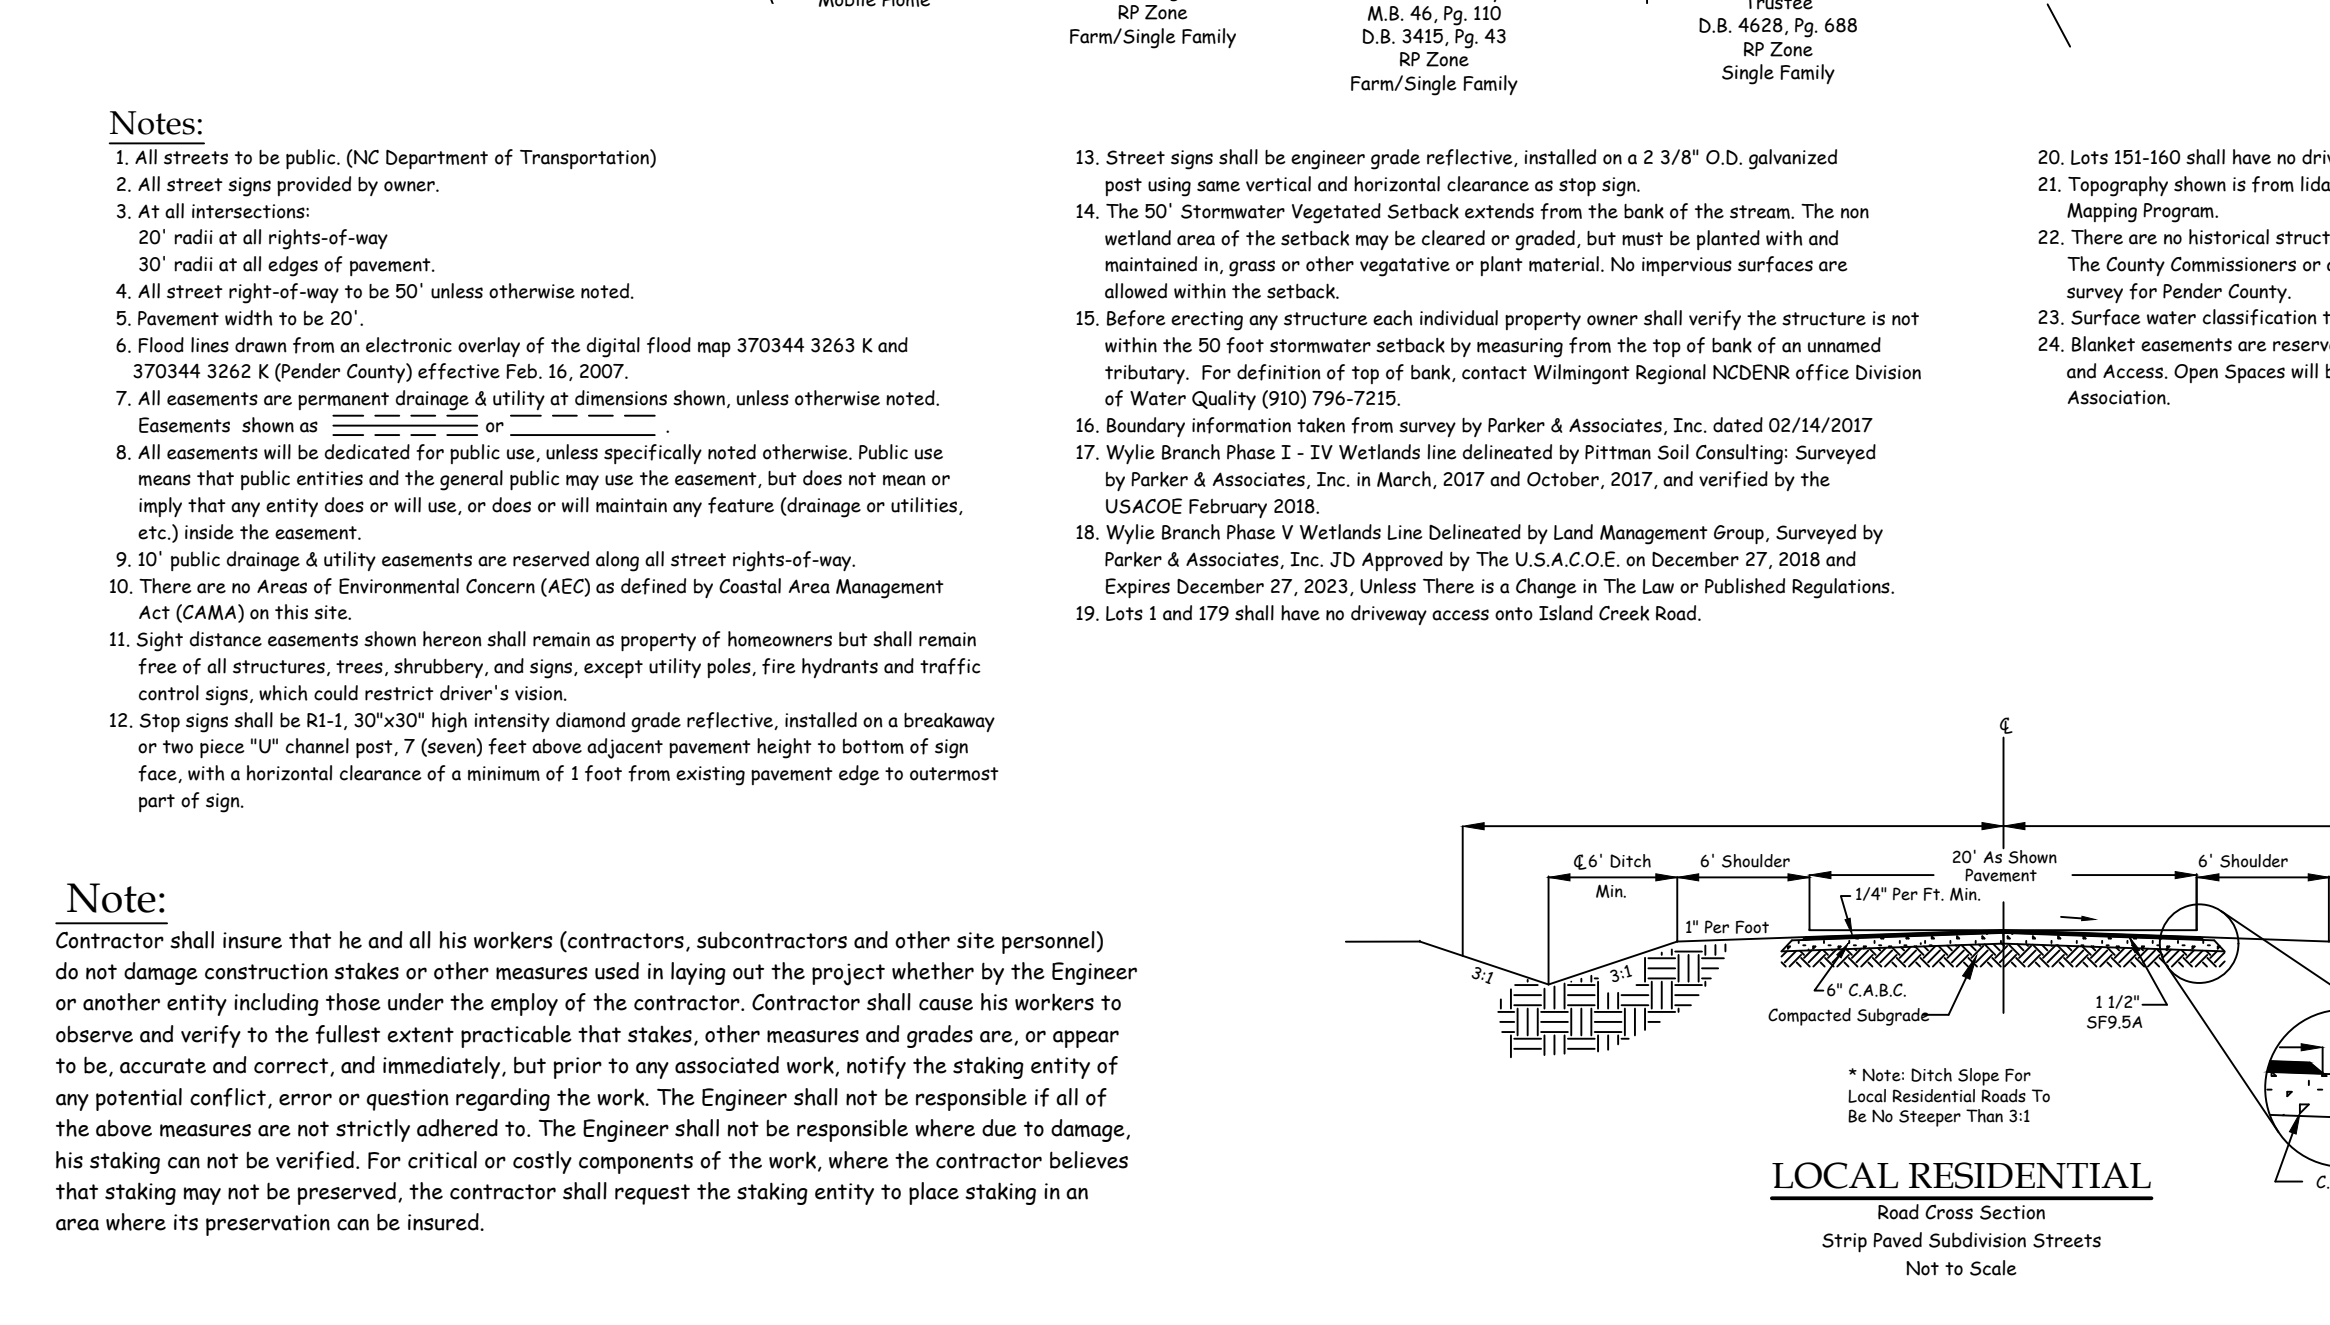 Mobile Home
RP Zone
Farm/Single Family
M.B. 46, Pg. 110
D.B. 3415, Pg. 43
RP Zone
Farm/Single Family
Trustee
D.B. 4628, Pg. 688
RP Zone
Single Family
Notes:
1. All streets to be public. (NC Department of Transportation)
2. All street signs provided by owner.
3. At all intersections:
20' radii at all rights-of-way
30' radii at all edges of pavement.
4. All street right-of-way to be 50' unless otherwise noted.
5. Pavement width to be 20'.
6. Flood lines drawn from an electronic overlay of the digital flood map 370344 3263 K and
370344 3262 K (Pender County) effective Feb. 16, 2007.
7. All easements are permanent drainage & utility at dimensions shown, unless otherwise noted.
Easements shown as or .
8. All easements will be dedicated for public use, unless specifically noted otherwise. Public use
means that public entities and the general public may use the easement, but does not mean or
imply that any entity does or will use, or does or will maintain any feature (drainage or utilities,
etc.) inside the easement.
9. 10' public drainage & utility easements are reserved along all street rights-of-way.
10. There are no Areas of Environmental Concern (AEC) as defined by Coastal Area Management
Act (CAMA) on this site.
11. Sight distance easements shown hereon shall remain as property of homeowners but shall remain
free of all structures, trees, shrubbery, and signs, except utility poles, fire hydrants and traffic
control signs, which could restrict driver's vision.
12. Stop signs shall be R1-1, 30"x30" high intensity diamond grade reflective, installed on a breakaway
or two piece "U" channel post, 7 (seven) feet above adjacent pavement height to bottom of sign
face, with a horizontal clearance of a minimum of 1 foot from existing pavement edge to outermost
part of sign.
13. Street signs shall be engineer grade reflective, installed on a 2 3/8" O.D. galvanized
post using same vertical and horizontal clearance as stop sign.
14. The 50' Stormwater Vegetated Setback extends from the bank of the stream. The non
wetland area of the setback may be cleared or graded, but must be planted with and
maintained in, grass or other vegatative or plant material. No impervious surfaces are
allowed within the setback.
15. Before erecting any structure each individual property owner shall verify the structure is not
within the 50 foot stormwater setback by measuring from the top of bank of an unnamed
tributary. For definition of top of bank, contact Wilmingont Regional NCDENR office Division
of Water Quality (910) 796-7215.
16. Boundary information taken from survey by Parker & Associates, Inc. dated 02/14/2017
17. Wylie Branch Phase I - IV Wetlands line delineated by Pittman Soil Consulting: Surveyed
by Parker & Associates, Inc. in March, 2017 and October, 2017, and verified by the
USACOE February 2018.
18. Wylie Branch Phase V Wetlands Line Delineated by Land Management Group, Surveyed by
Parker & Associates, Inc. JD Approved by The U.S.A.C.O.E. on December 27, 2018 and
Expires December 27, 2023, Unless There is a Change in The Law or Published Regulations.
19. Lots 1 and 179 shall have no driveway access onto Island Creek Road.
20. Lots 151-160 shall have no
21. Topography shown is from
Mapping Program.
22. There are no historical
The County Commissioners or
survey for Pender County.
23. Surface water classification
24. Blanket easements are
and Access. Open Spaces will
Association.
Note:
Contractor shall insure that he and all his workers (contractors, subcontractors and other site personnel)
do not damage construction stakes or other measures used in laying out the project whether by the Engineer
or another entity including those under the employ of the contractor. Contractor shall cause his workers to
observe and verify to the fullest extent practicable that stakes, other measures and grades are, or appear
to be, accurate and correct, and immediately, but prior to any associated work, notify the staking entity of
any potential conflict, error or question regarding the work. The Engineer shall not be responsible if all of
the above measures are not strictly adhered to. The Engineer shall not be responsible where due to damage,
his staking can not be verified. For critical or costly components of the work, where the contractor believes
that staking may not be preserved, the contractor shall request the staking entity to place staking in an
area where its preservation can be insured.
℄
℄ 6' Ditch
Min.
6' Shoulder
20' As Shown
Pavement
6' Shoulder
1/4" Per Ft. Min.
1" Per Foot
3:1
3:1
6" C.A.B.C.
Compacted Subgrade
1 1/2"
SF9.5A
* Note: Ditch Slope For
Local Residential Roads To
Be No Steeper Than 3:1
LOCAL RESIDENTIAL
Road Cross Section
Strip Paved Subdivision Streets
Not to Scale